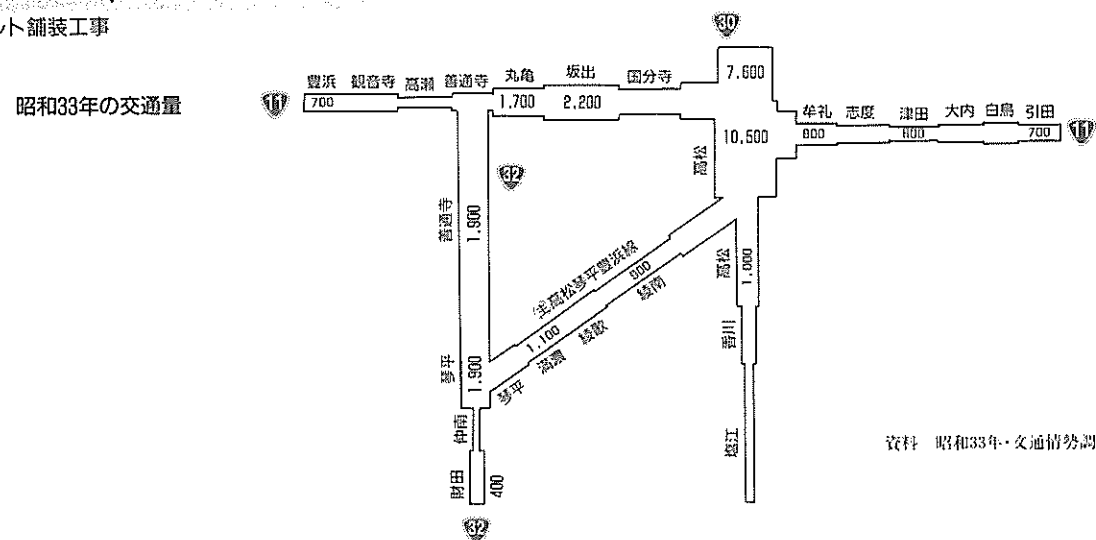 ルト舗装工事
昭和33年の交通量
30
11
豊浜 観音寺 高瀬 善通寺 丸亀 坂出 国分寺
700
1,700
2,200
7,600
10,500
高松
牟礼 志度 津田 大内 白鳥 引田
800
800
700
11
32
善通寺
1,900
琴平
1,900
仲南
財田
400
32
高松琴平豊浜線
900
1,100
琴平 満濃 綾歌 綾南
高松
1,000
香川
塩江
資料 昭和33年・交通情勢調